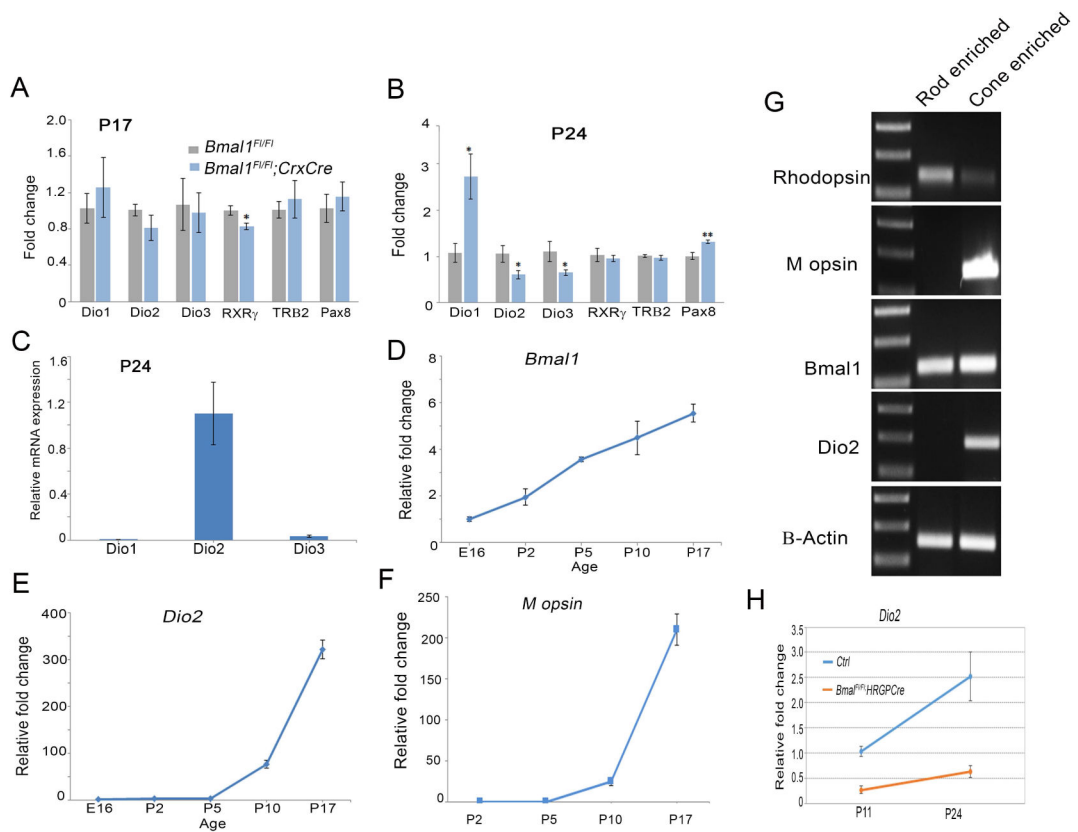 A
P17
Fold change
2.0
1.6
1.2
0.8
0.4
0
Bmal1Fl/Fl
Bmal1Fl/Fl;CrxCre
*
Dio1 Dio2 Dio3 RXRγ TRB2 Pax8
B
P24
Fold change
4
3
2
1
0
*
*
*
**
Dio1 Dio2 Dio3 RXRγ TRB2 Pax8
C
P24
Relative mRNA expression
1.6
1.2
0.8
0.4
0
Dio1 Dio2 Dio3
D
Bmal1
Relative fold change
8
6
4
2
0
E16 P2 P5 P10 P17
Age
E
Dio2
Relative fold change
400
300
200
100
0
E16 P2 P5 P10 P17
Age
F
M opsin
Relative fold change
250
200
150
100
50
0
P2 P5 P10 P17
G
Rod enriched
Cone enriched
Rhodopsin
M opsin
Bmal1
Dio2
B-Actin
H
Dio2
Relative fold change
3.5
3.0
2.5
2.0
1.5
1.0
0.5
0
Ctrl
BmalFl/Fl;HRGPCre
P11 P24